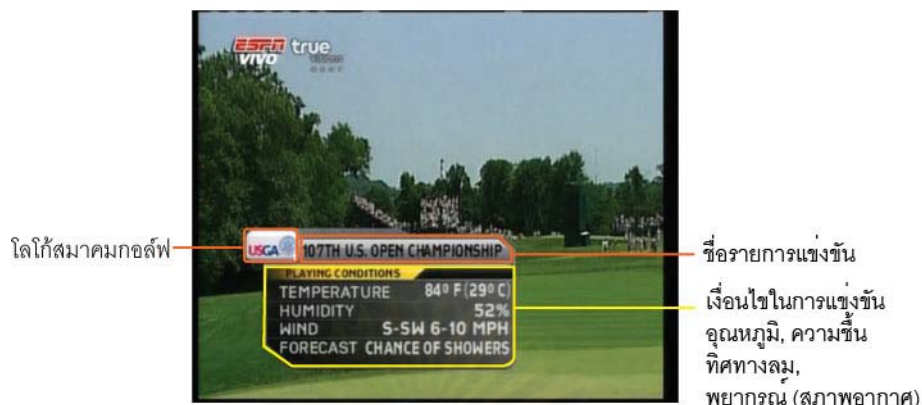 ESPN true
VIVO visions
โลโก้สมาคมกอล์ฟ
USGA 107TH U.S. OPEN CHAMPIONSHIP
ชื่อรายการแข่งขัน
PLAYING CONDITIONS
TEMPERATURE 84º F (29º C)
HUMIDITY 52%
WIND S-SW 6-10 MPH
FORECAST CHANCE OF SHOWERS
เงื่อนไขในการแข่งขัน
อุณหภูมิ, ความชื้น
ทิศทางลม,
พยากรณ์ (สภาพอากาศ)